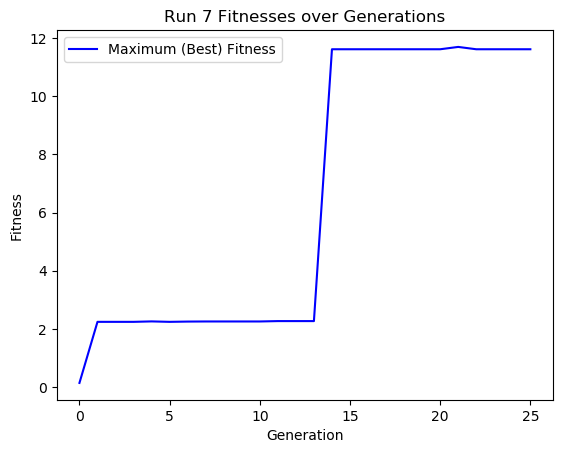 Run 7 Fitnesses over Generations
Maximum (Best) Fitness
12
10
8
6
4
2
0
Fitness
0 5 10 15 20 25
Generation